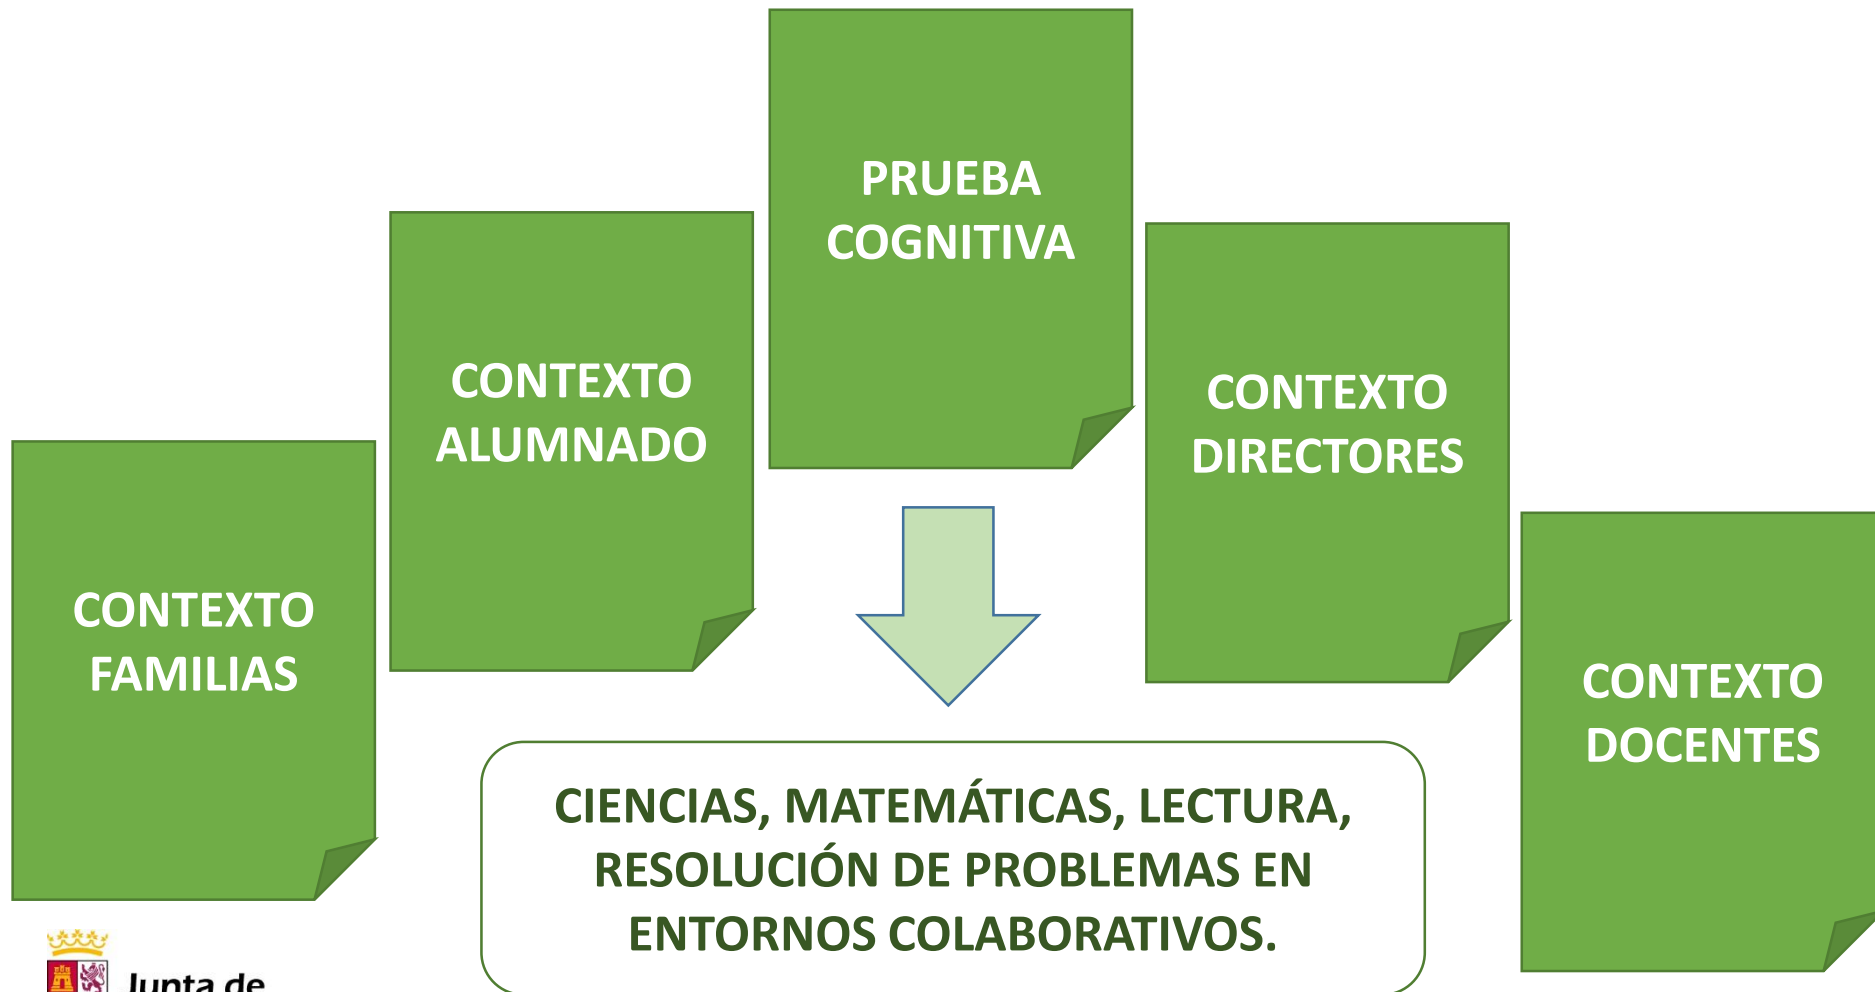 PRUEBA
COGNITIVA
CONTEXTO
ALUMNADO
CONTEXTO
DIRECTORES
CONTEXTO
FAMILIAS
CONTEXTO
DOCENTES
CIENCIAS, MATEMÁTICAS, LECTURA,
RESOLUCIÓN DE PROBLEMAS EN
ENTORNOS COLABORATIVOS.
Junta de